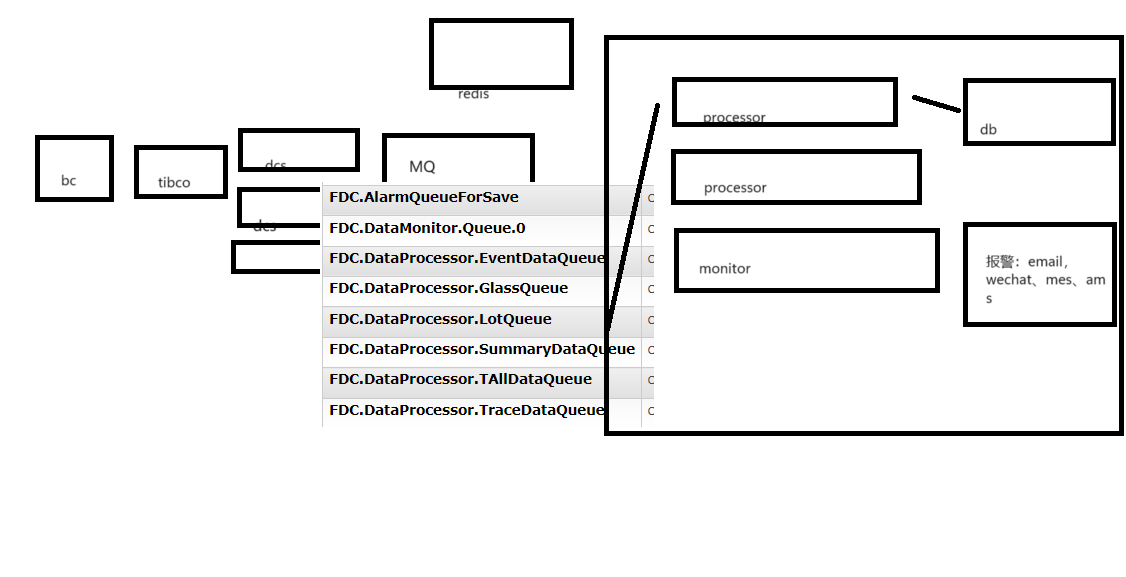 redis
processor
db
bc
tibco
dcs
MQ
dcs
FDC.AlarmQueueForSave
FDC.DataMonitor.Queue.0
FDC.DataProcessor.EventDataQueue
FDC.DataProcessor.GlassQueue
FDC.DataProcessor.LotQueue
FDC.DataProcessor.SummaryDataQueue
FDC.DataProcessor.TAllDataQueue
FDC.DataProcessor.TraceDataQueue
processor
monitor
报警：email，
wechat、mes、am
s